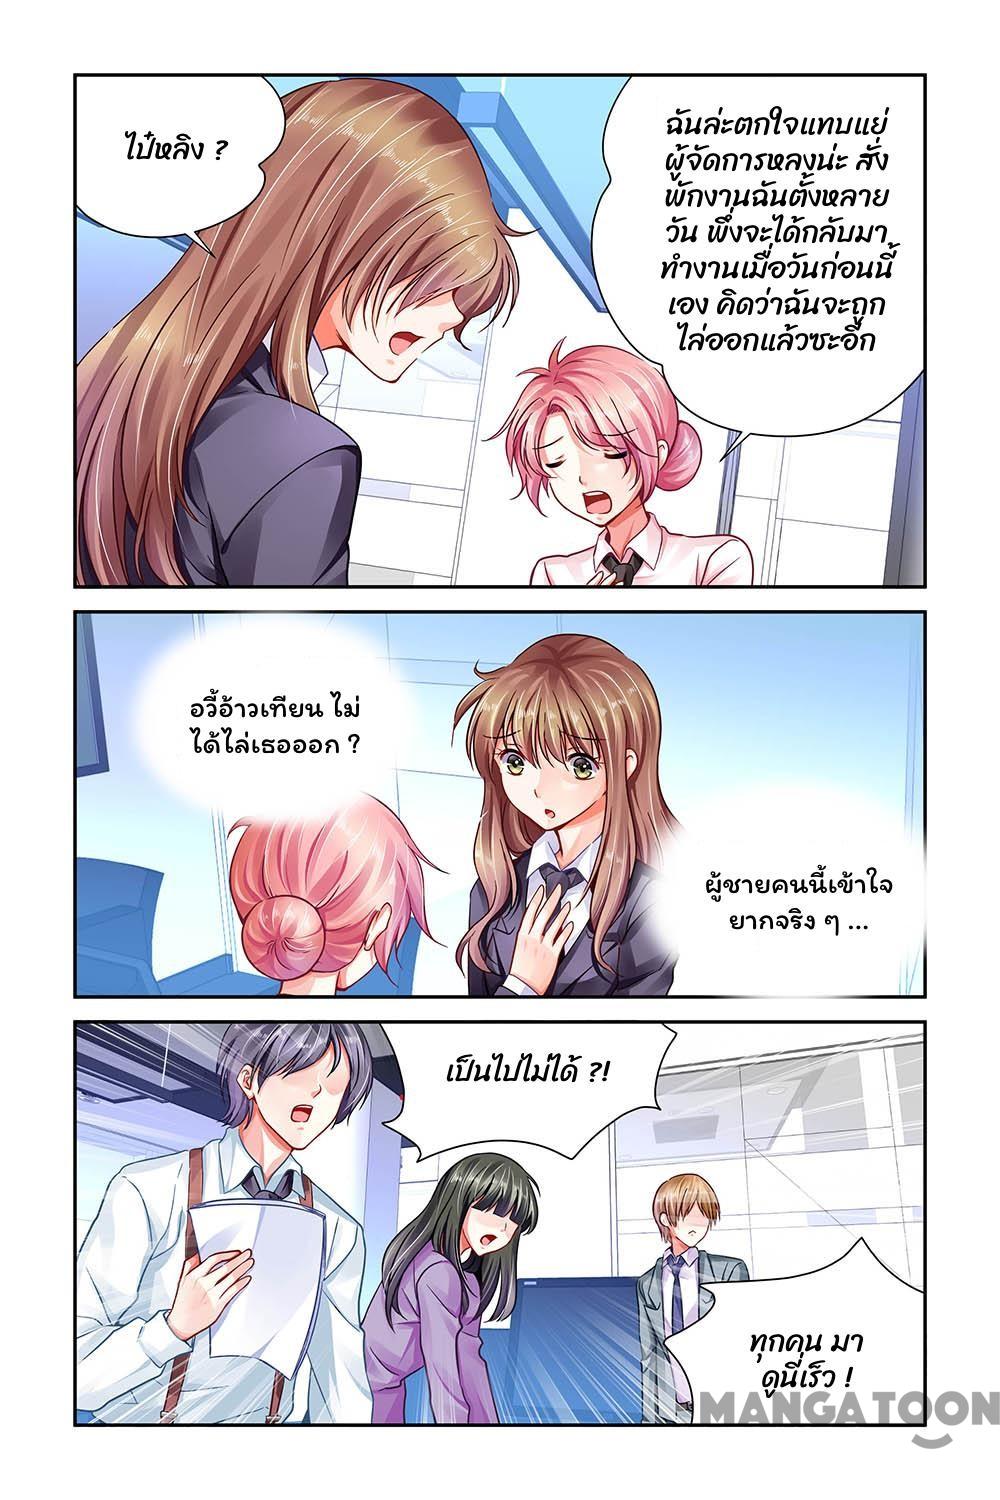 ไป๋หลิง ?
ฉันล่ะตกใจแทบแย่
ผู้จัดการหลงน่ะ สั่ง
พักงานฉันตั้งหลาย
วัน พึ่งจะได้กลับมา
ทำงานเมื่อวันก่อนนี้
เอง คิดว่าฉันจะถูก
ไล่ออกแล้วซะอีก
อวี้อ้าวเทียน ไม่
ได้ไล่เธอออก ?
ผู้ชายคนนี้เข้าใจ
ยากจริง ๆ ...
เป็นไปไม่ได้ ?!
ทุกคน มา
ดูนี่เร็ว !
MANGATOON